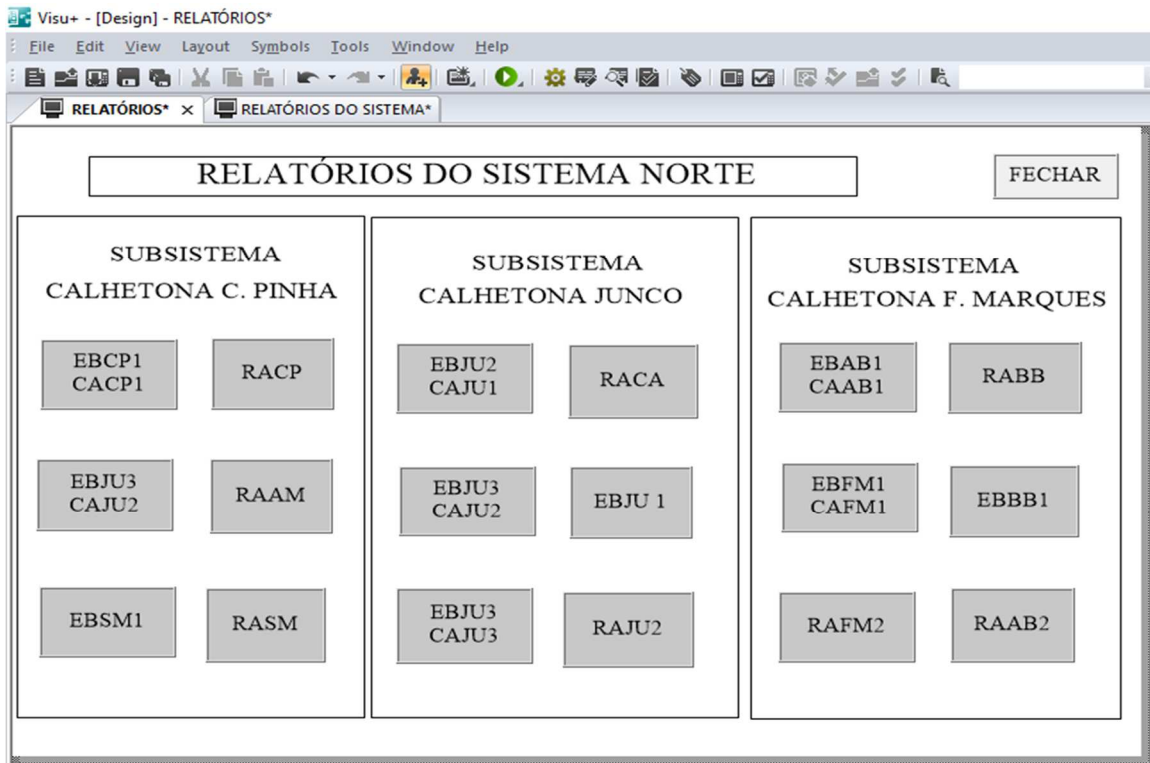 Visu+ - [Design] - RELATÓRIOS*
File Edit View Layout Symbols Tools Window Help
RELATÓRIOS* RELATÓRIOS DO SISTEMA*
RELATÓRIOS DO SISTEMA NORTE
FECHAR
SUBSISTEMA
CALHETONA C. PINHA
EBCP1
CACP1
RACP
EBJU3
CAJU2
RAAM
EBSM1
RASM
SUBSISTEMA
CALHETONA JUNCO
EBJU2
CAJU1
RACA
EBJU3
CAJU2
EBJU 1
EBJU3
CAJU3
RAJU2
SUBSISTEMA
CALHETONA F. MARQUES
EBAB1
CAAB1
RABB
EBFM1
CAFM1
EBBB1
RAFM2
RAAB2